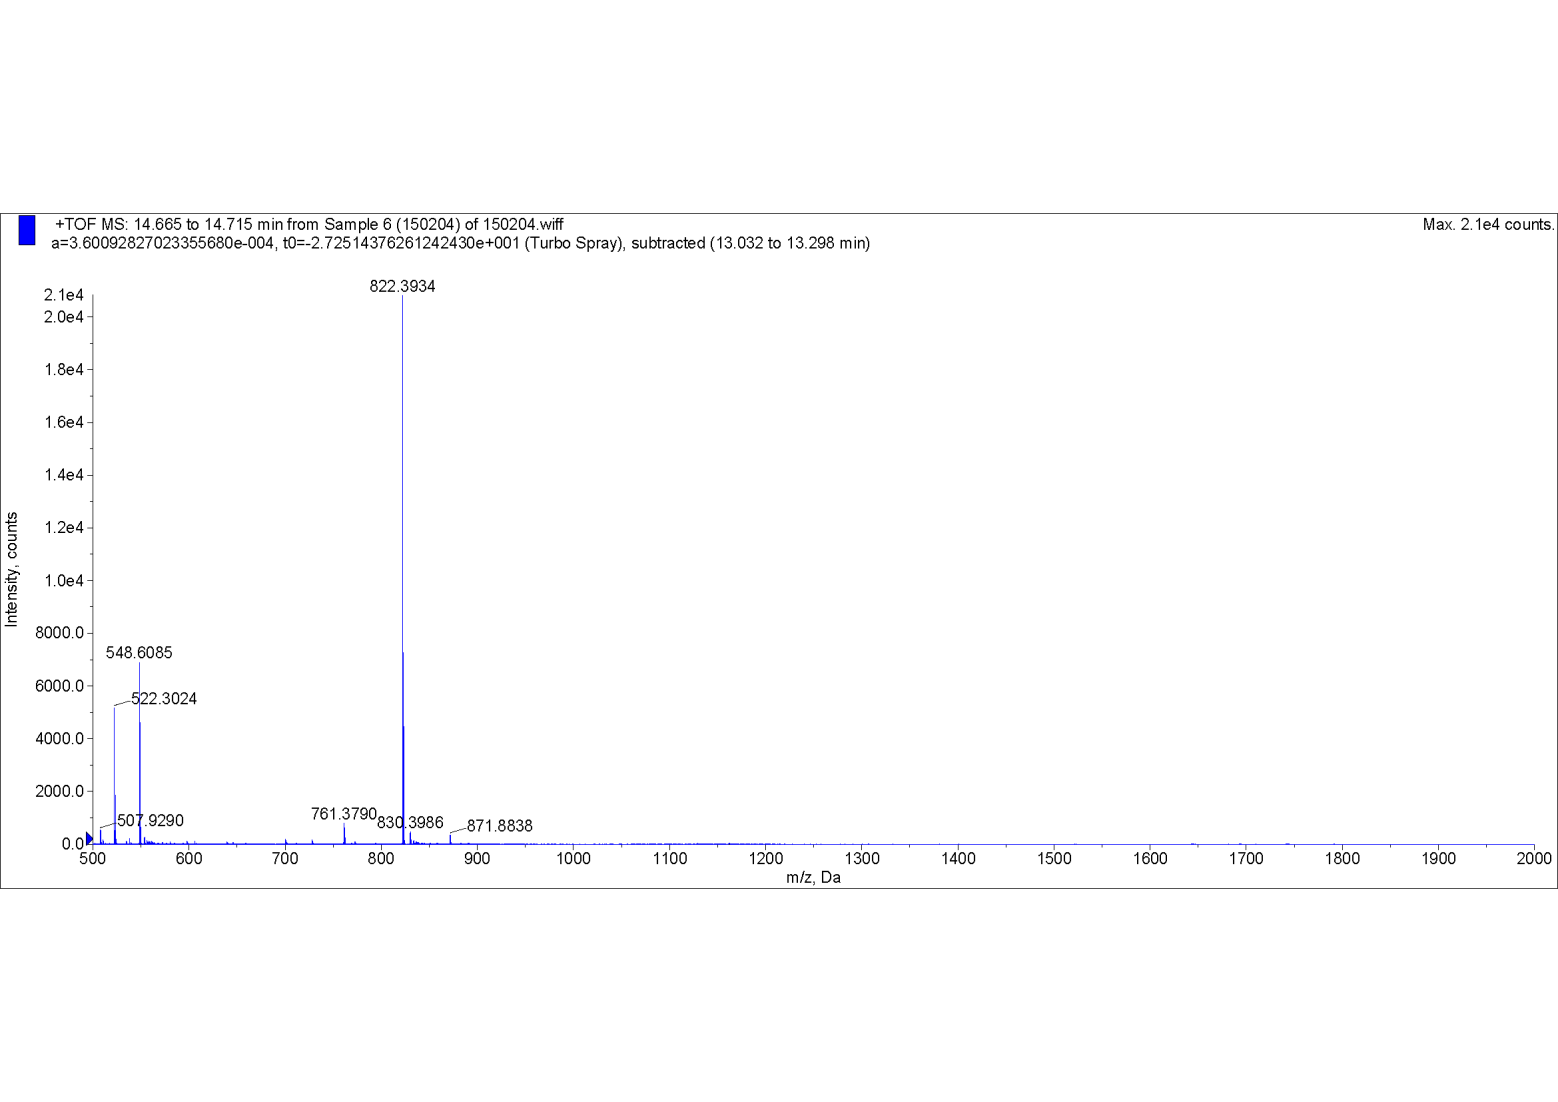 +TOF MS: 14.665 to 14.715 min from Sample 6 (150204) of 150204.wiff
a=3.60092827023355680e-004, t0=-2.72514376261242430e+001 (Turbo Spray), subtracted (13.032 to 13.298 min)
Max. 2.1e4 counts.
822.3934
2.1e4
2.0e4
1.8e4
1.6e4
1.4e4
1.2e4
1.0e4
8000.0
6000.0
4000.0
2000.0
0.0
Intensity, counts
548.6085
522.3024
507.9290
761.3790
830.3986
871.8838
500 600 700 800 900 1000 1100 1200 1300 1400 1500 1600 1700 1800 1900 2000
m/z, Da